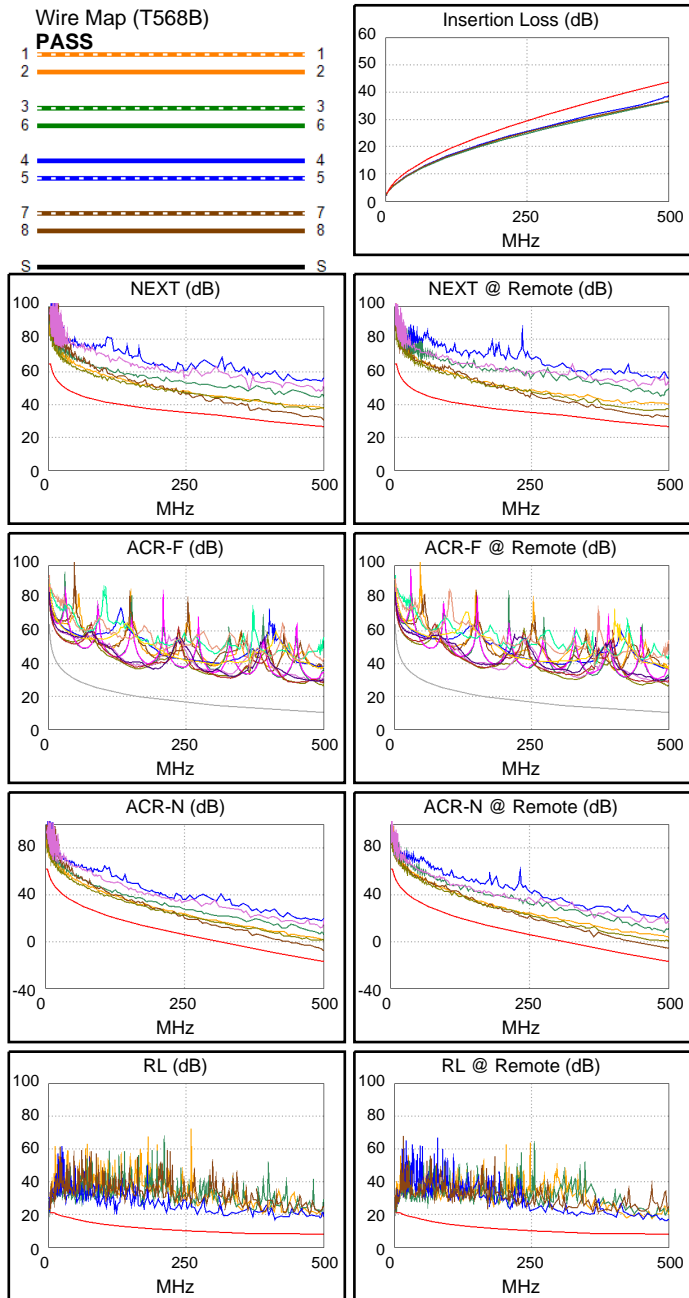 Wire Map (T568B)
PASS
1 1
2 2
3 3
6 6
4 4
5 5
7 7
8 8
S S
Insertion Loss (dB)
60
50
40
30
20
10
0
0 250 500
MHz
NEXT (dB)
100
80
60
40
20
0
0 250 500
MHz
NEXT @ Remote (dB)
100
80
60
40
20
0
0 250 500
MHz
ACR-F (dB)
100
80
60
40
20
0
0 250 500
MHz
ACR-F @ Remote (dB)
100
80
60
40
20
0
0 250 500
MHz
ACR-N (dB)
80
40
0
-40
0 250 500
MHz
ACR-N @ Remote (dB)
80
40
0
-40
0 250 500
MHz
RL (dB)
100
80
60
40
20
0
0 250 500
MHz
RL @ Remote (dB)
100
80
60
40
20
0
0 250 500
MHz